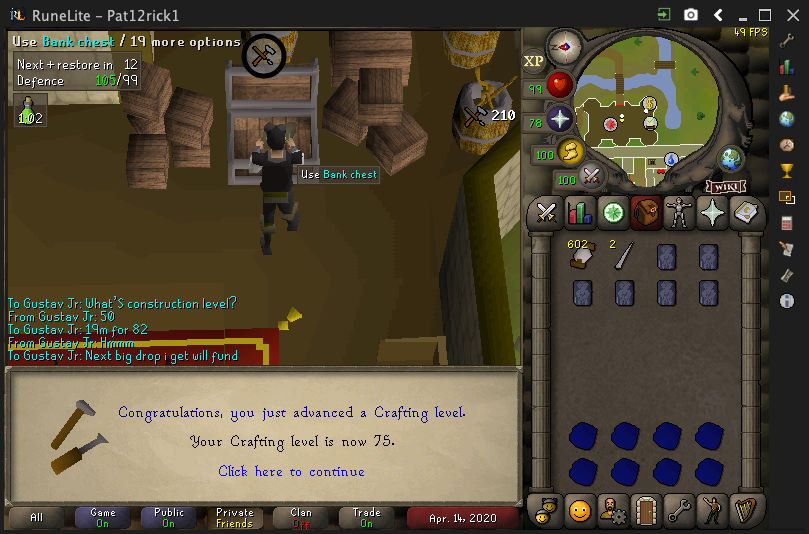 RuneLite - Pat12rick1
Use Bank chest / 19 more options
49 FPS
Next + restore in 12
Defence 105/99
XP
99
1:02
210
78
100
100
WIKI
Use Bank chest
602
2
To Gustav Jr: What'S construction level?
From Gustav Jr: 50
To Gustav Jr: 19m for 82
From Gustav Jr: Hmmm
To Gustav Jr: Next big drop i get will fund
Congratulations, you just advanced a Crafting level.
Your Crafting level is now 75.
Click here to continue
All
Game
On
Public
On
Private
Friends
Clan
Off
Trade
On
Apr. 14, 2020